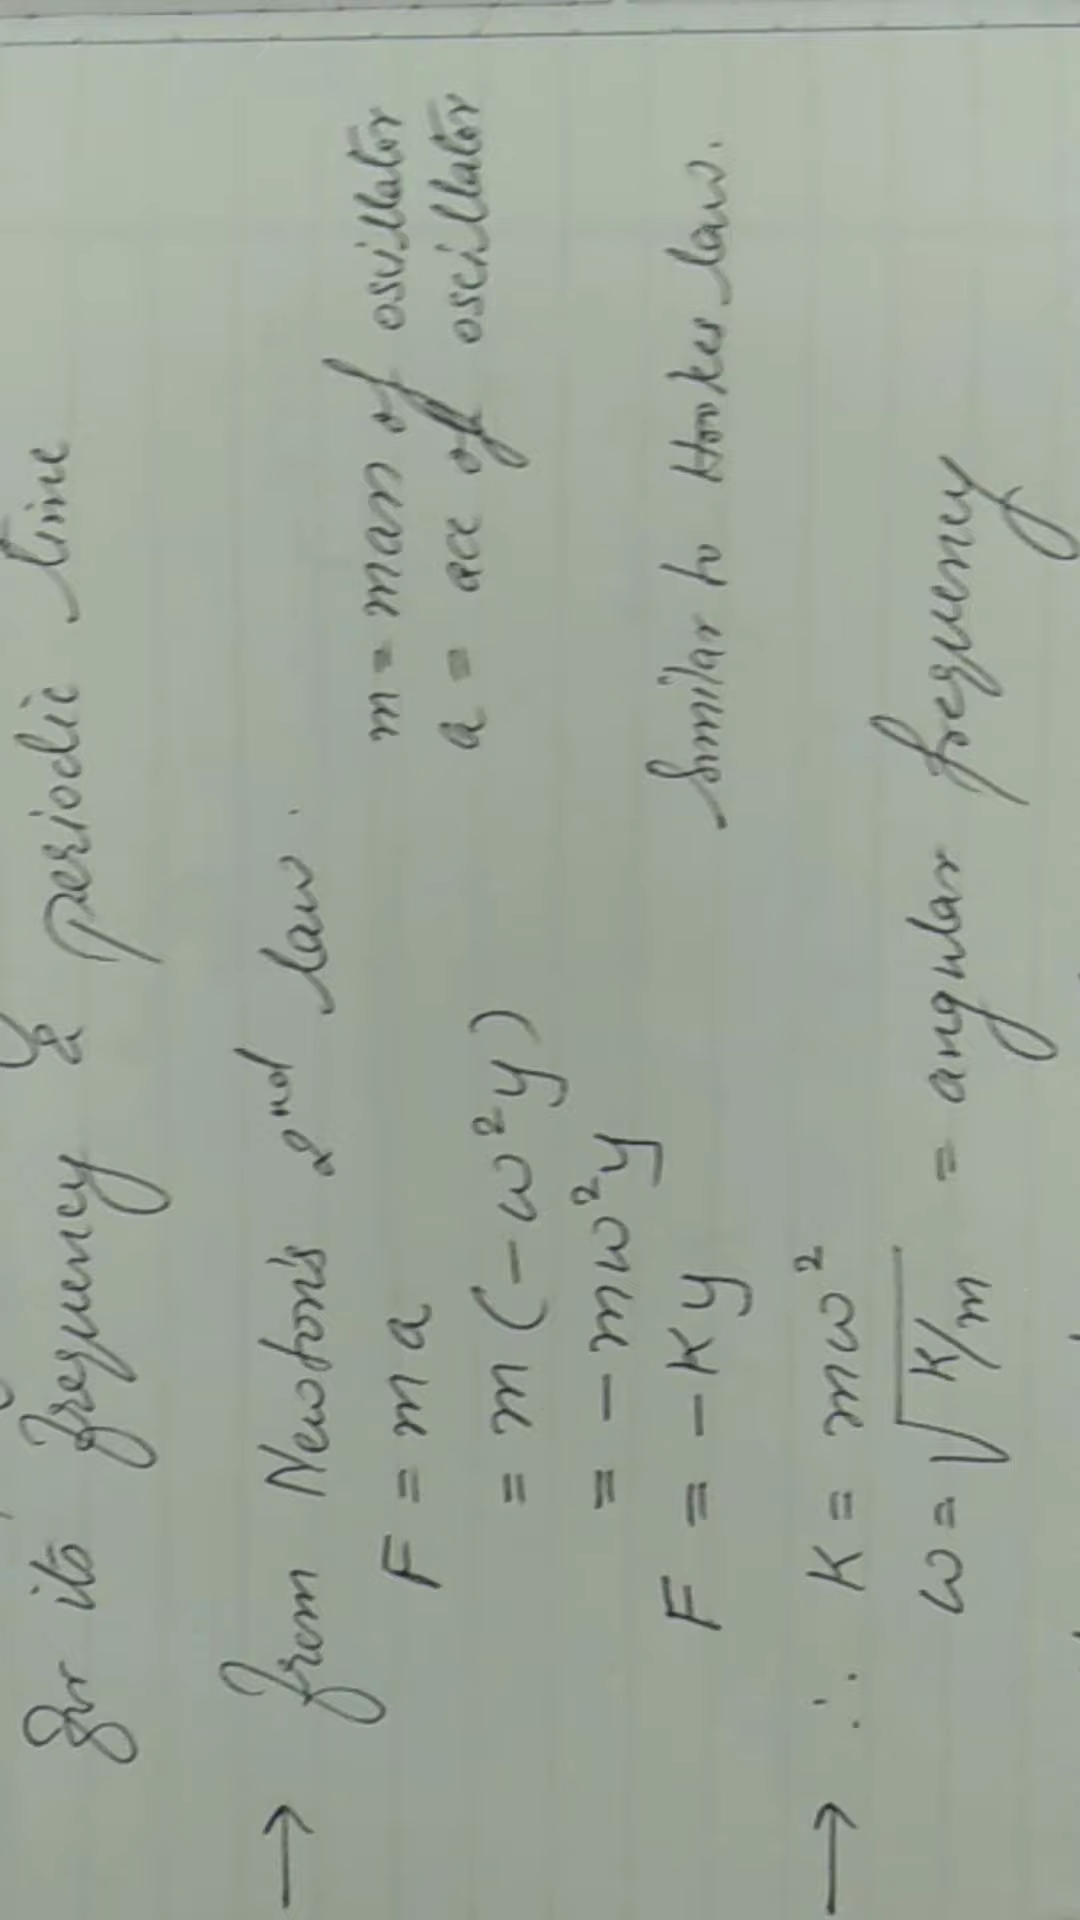 for its frequency & periodic time
→ from Newton's 2nd law.
F = ma m = mass of oscillator
= m(-ω²y) a = acc of oscillator
= -mω²y
F = -Ky Similar to Hookes law.
→ ∴ K = mω²
ω = √K/m = angular frequency